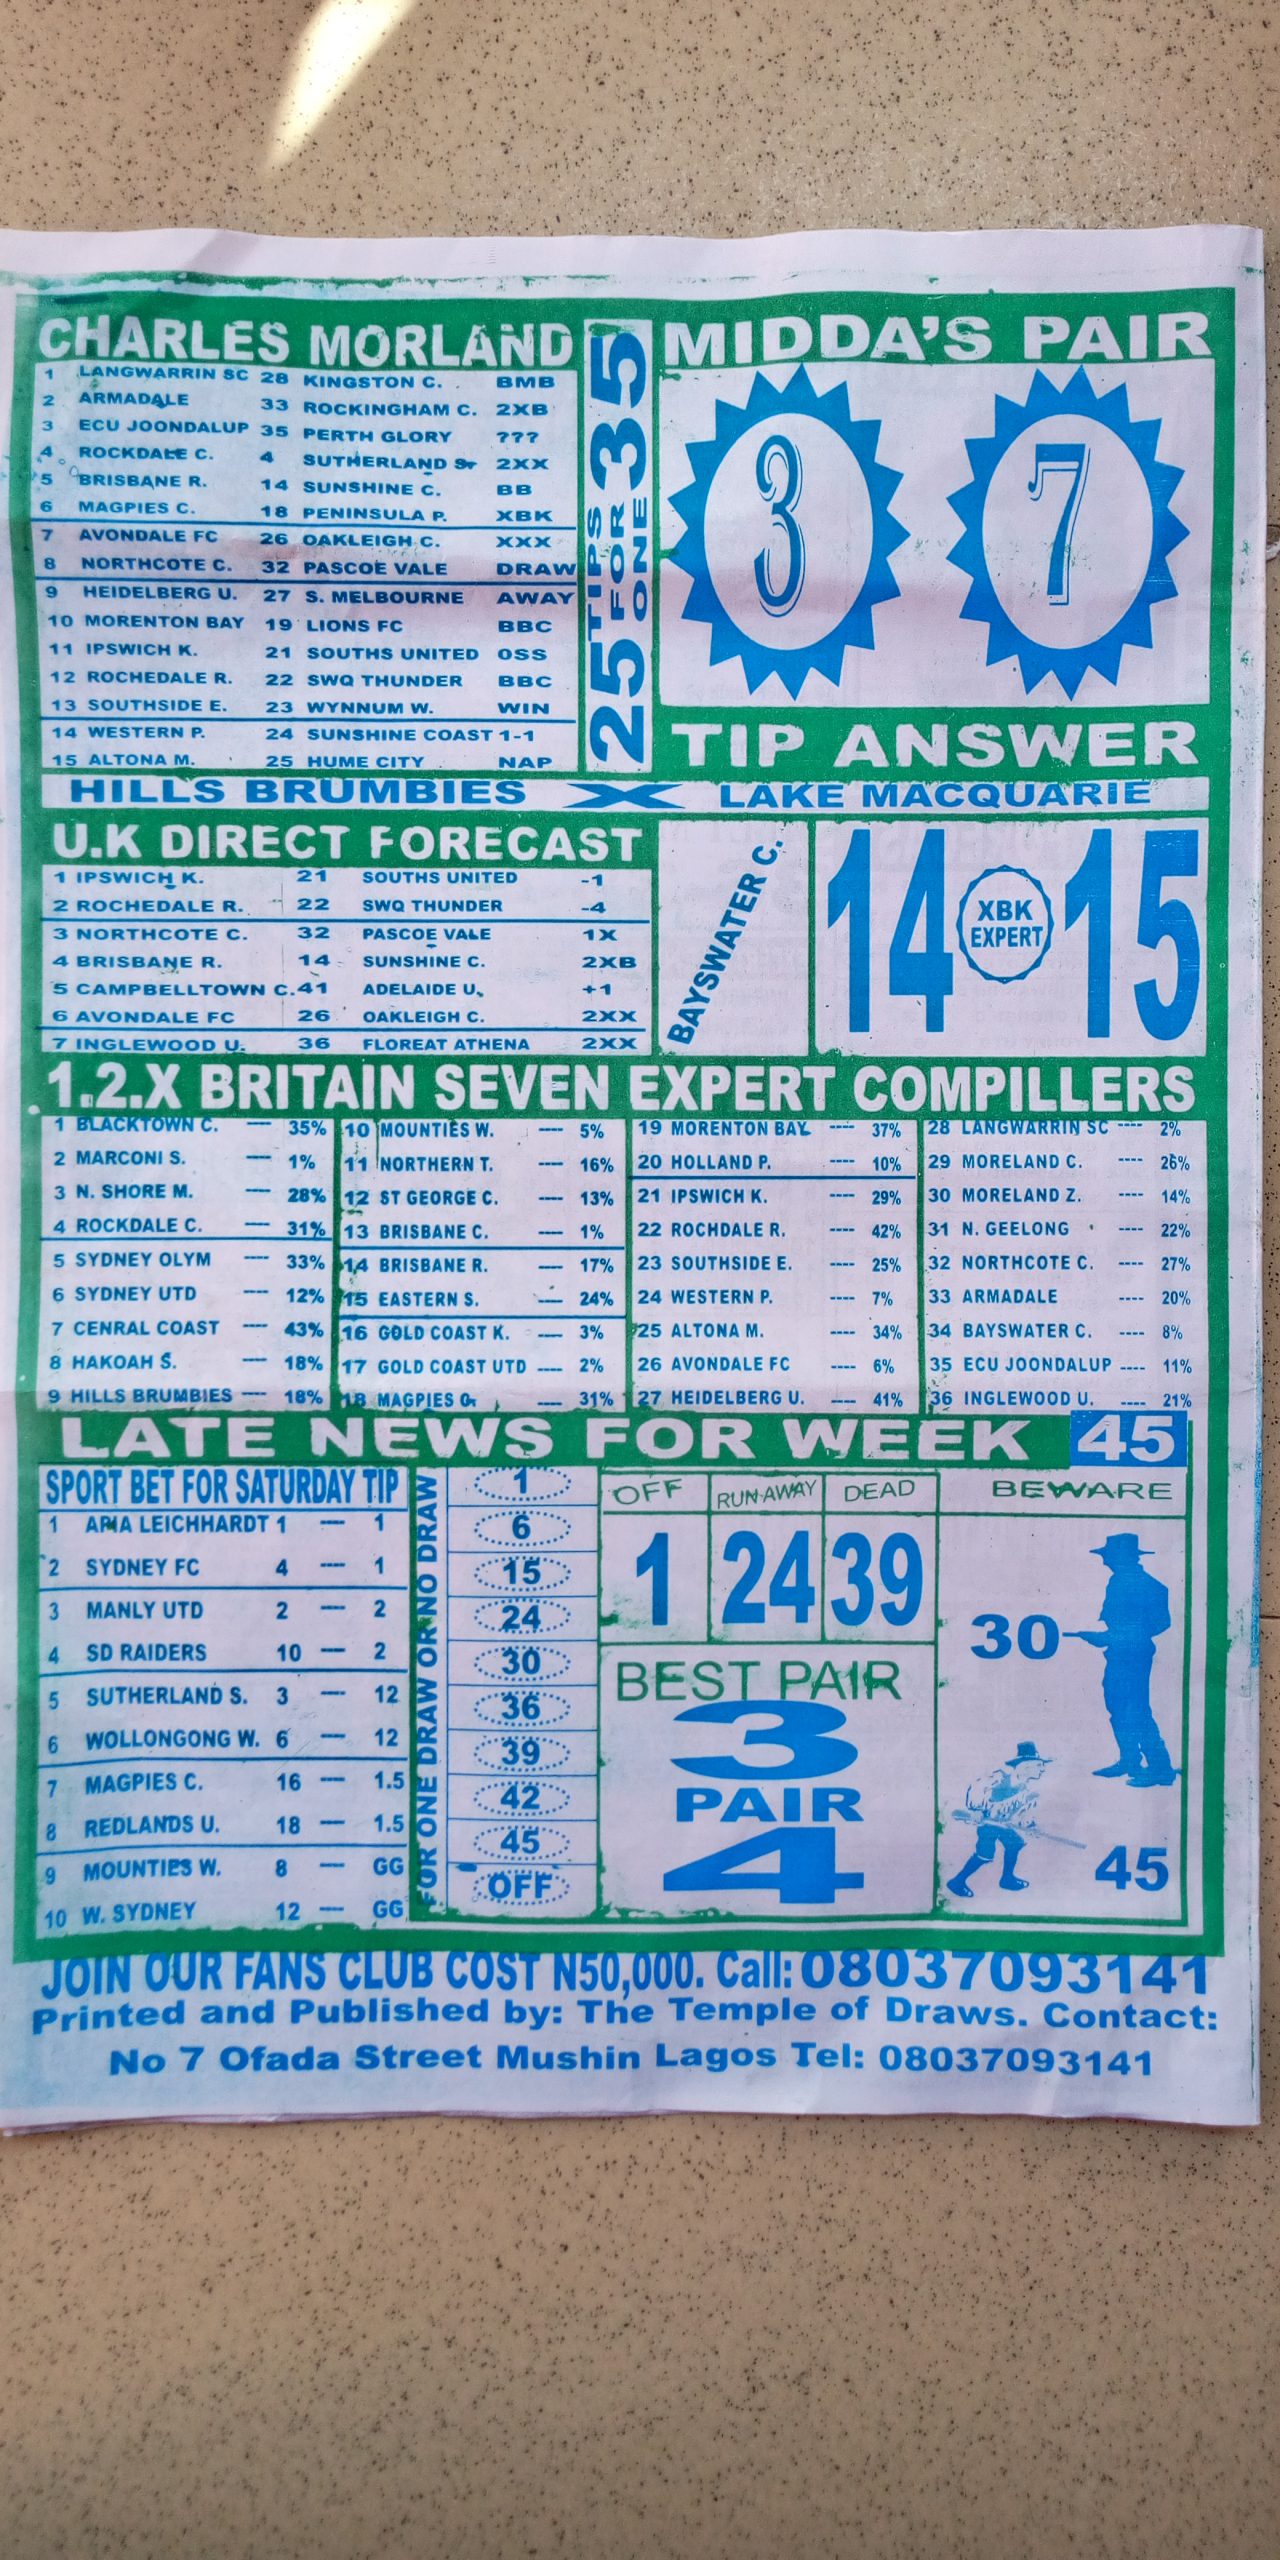 CHARLES MORLAND
1 LANGWARRIN SC 28 KINGSTON C. BMB
2 ARMADALE 33 ROCKINGHAM C. 2XB
3 ECU JOONDALUP 35 PERTH GLORY ???
4 ROCKDALE C. 4 SUTHERLAND 2XX
5 BRISBANE R. 14 SUNSHINE C. BB
6 MAGPIES C. 18 PENINSULA P. XBK
7 AVONDALE FC 26 OAKLEIGH C. XXX
8 NORTHCOTE C. 32 PASCOE VALE DRAW
9 HEIDELBERG U. 27 S. MELBOURNE AWAY
10 MORENTON BAY 19 LIONS FC BBC
11 IPSWICH K. 21 SOUTHS UNITED OSS
12 ROCHEDALE R. 22 SWQ THUNDER BBC
13 SOUTHSIDE E. 23 WYNNUM W. WIN
14 WESTERN P. 24 SUNSHINE COAST 1-1
15 ALTONA M. 25 HUME CITY NAP
25 TIPS FOR ONE 35
MIDDA'S PAIR
3 7
TIP ANSWER
HILLS BRUMBIES X LAKE MACQUARIE
U.K DIRECT FORECAST
1 IPSWICH K. 21 SOUTHS UNITED -1
2 ROCHEDALE R. 22 SWQ THUNDER -4
3 NORTHCOTE C. 32 PASCOE VALE 1X
4 BRISBANE R. 14 SUNSHINE C. 2XB
5 CAMPBELLTOWN C. 41 ADELAIDE U. +1
6 AVONDALE FC 26 OAKLEIGH C. 2XX
7 INGLEWOOD U. 36 FLOREAT ATHENA 2XX
BAYSWATER C.
14 XBK EXPERT 15
1.2.X BRITAIN SEVEN EXPERT COMPILLERS
1 BLACKTOWN C. --- 35%
2 MARCONI S. --- 1%
3 N. SHORE M. --- 28%
4 ROCKDALE C. --- 31%
5 SYDNEY OLYM --- 33%
6 SYDNEY UTD --- 12%
7 CENRAL COAST --- 43%
8 HAKOAH S. --- 18%
9 HILLS BRUMBIES --- 18%
10 MOUNTIES W. ---- 5%
11 NORTHERN T. ---- 16%
12 ST GEORGE C. ---- 13%
13 BRISBANE C. ---- 1%
14 BRISBANE R. ---- 17%
15 EASTERN S. ---- 24%
16 GOLD COAST K. ---- 3%
17 GOLD COAST UTD ---- 2%
18 MAGPIES C. ---- 31%
19 MORENTON BAY ---- 37%
20 HOLLAND P. ---- 10%
21 IPSWICH K. ---- 29%
22 ROCHDALE R. ---- 42%
23 SOUTHSIDE E. ---- 25%
24 WESTERN P. ---- 7%
25 ALTONA M. ---- 34%
26 AVONDALE FC ---- 6%
27 HEIDELBERG U. ---- 41%
28 LANGWARRIN SC ---- 2%
29 MORELAND C. ---- 26%
30 MORELAND Z. ---- 14%
31 N. GEELONG ---- 22%
32 NORTHCOTE C. ---- 27%
33 ARMADALE ---- 20%
34 BAYSWATER C. ---- 8%
35 ECU JOONDALUP ---- 11%
36 INGLEWOOD U. ---- 21%
LATE NEWS FOR WEEK 45
SPORT BET FOR SATURDAY TIP
1 APIA LEICHHARDT 1 --- 1
2 SYDNEY FC 4 --- 1
3 MANLY UTD 2 --- 2
4 SD RAIDERS 10 --- 2
5 SUTHERLAND S. 3 --- 12
6 WOLLONGONG W. 6 --- 12
7 MAGPIES C. 16 --- 1.5
8 REDLANDS U. 18 --- 1.5
9 MOUNTIES W. 8 --- GG
10 W. SYDNEY 12 --- GG
FOR ONE DRAW OR NO DRAW
1
6
15
24
30
36
39
42
45
OFF
OFF RUN-AWAY DEAD
1 24 39
BEST PAIR
3
PAIR
4
BEWARE
30
45
JOIN OUR FANS CLUB COST N50,000. Call: 08037093141
Printed and Published by: The Temple of Draws. Contact:
No 7 Ofada Street Mushin Lagos Tel: 08037093141